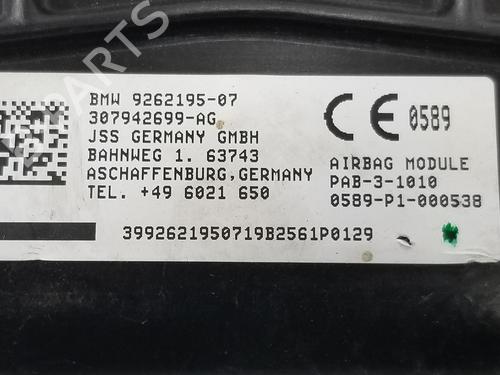 BMW 9262195-07
307942699-AG
JSS GERMANY GMBH
BAHNWEG 1. 63743
ASCHAFFENBURG,GERMANY
TEL. +49 6021 650
CE 0589
AIRBAG MODULE
PAB-3-1010
0589-P1-000538
3992621950719B2561P0129